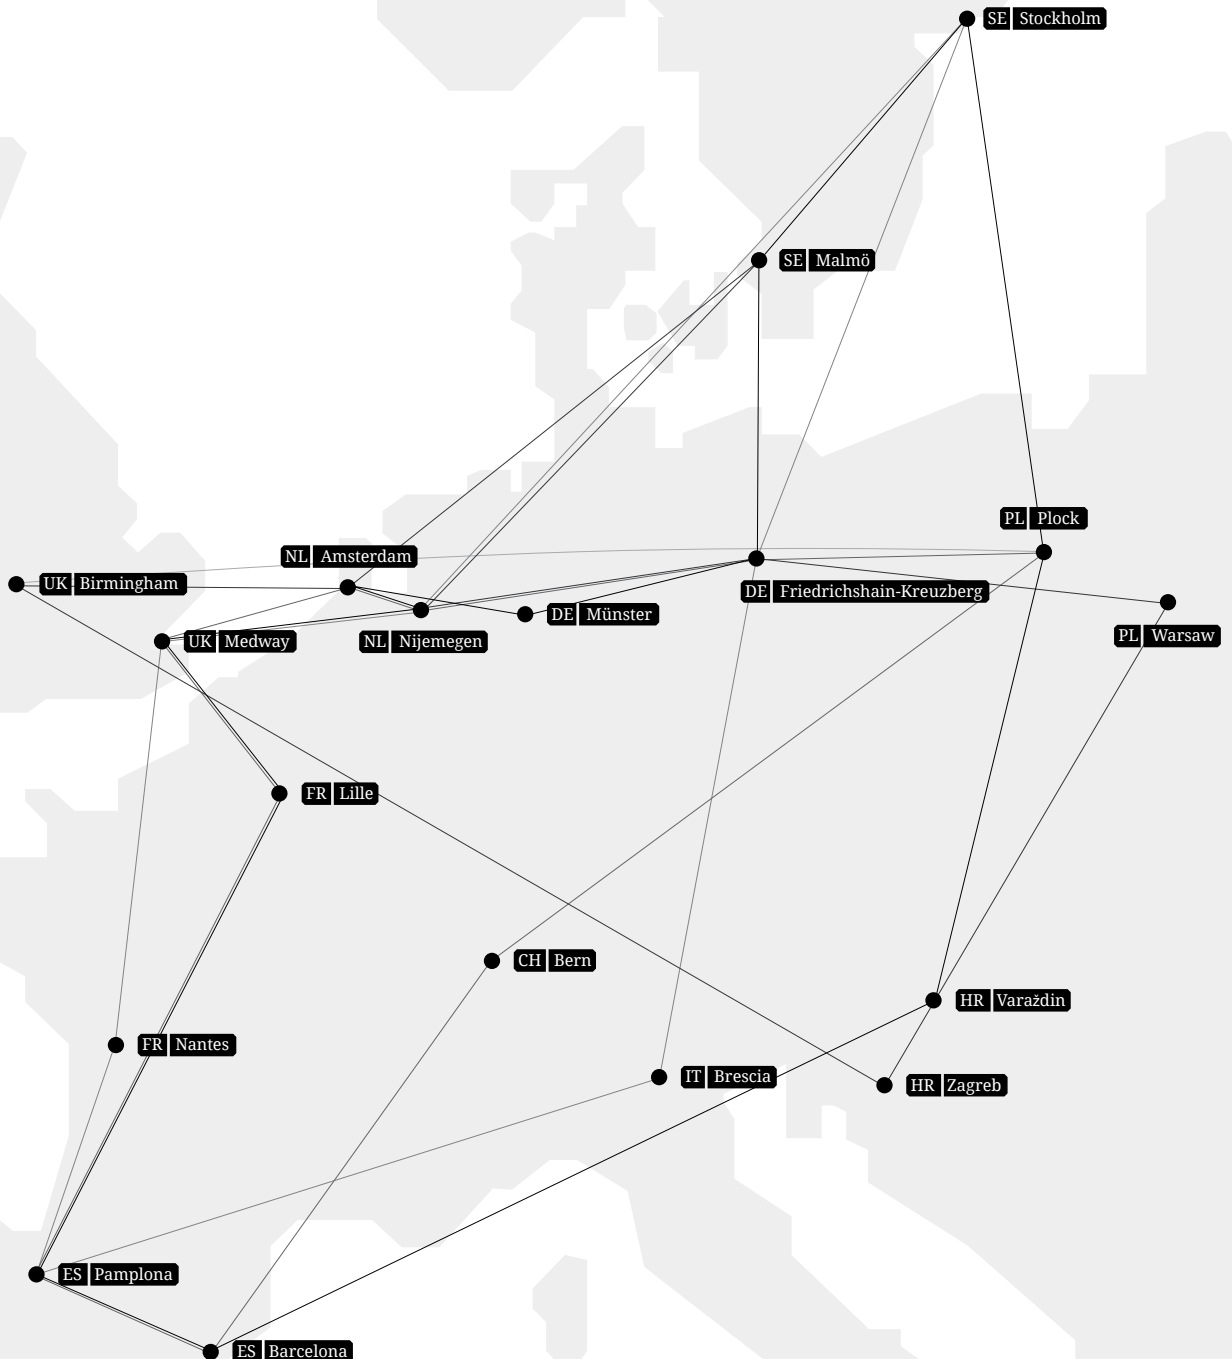 SE Stockholm
SE Malmö
PL Plock
NL Amsterdam
UK Birmingham
DE Friedrichshain-Kreuzberg
DE Münster
UK Medway
NL Nijemegen
PL Warsaw
FR Lille
CH Bern
HR Varaždin
FR Nantes
IT Brescia
HR Zagreb
ES Pamplona
ES Barcelona